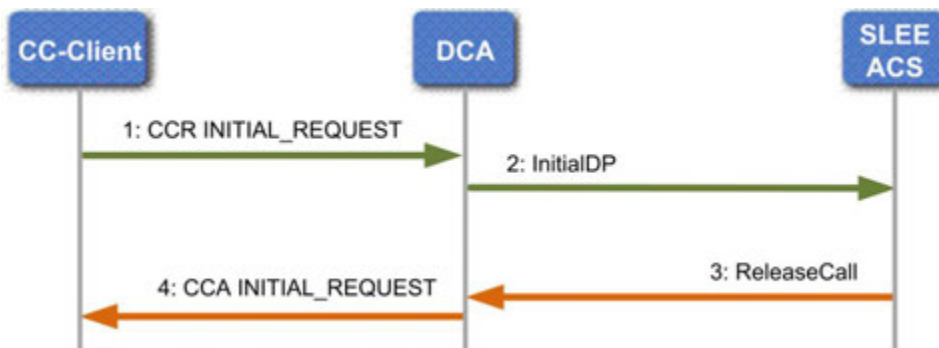 CC-Client
DCA
SLEE
ACS
1: CCR INITIAL_REQUEST
2: InitialDP
3: ReleaseCall
4: CCA INITIAL_REQUEST